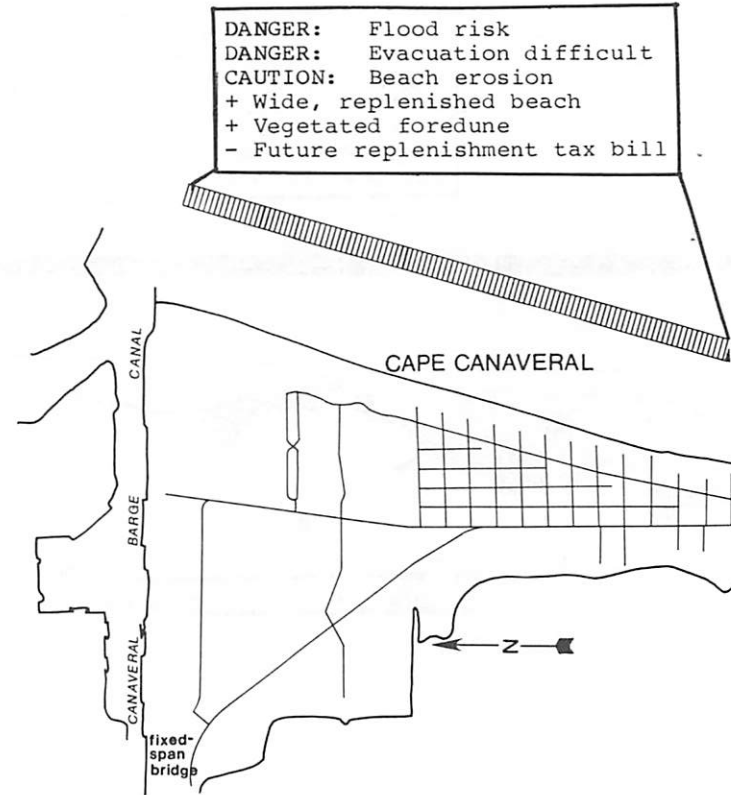 DANGER: Flood risk
DANGER: Evacuation difficult
CAUTION: Beach erosion
+ Wide, replenished beach
+ Vegetated foredune
- Future replenishment tax bill
CAPE CANAVERAL
CANAL
BARGE
CANAVERAL
N
fixed-
span
bridge